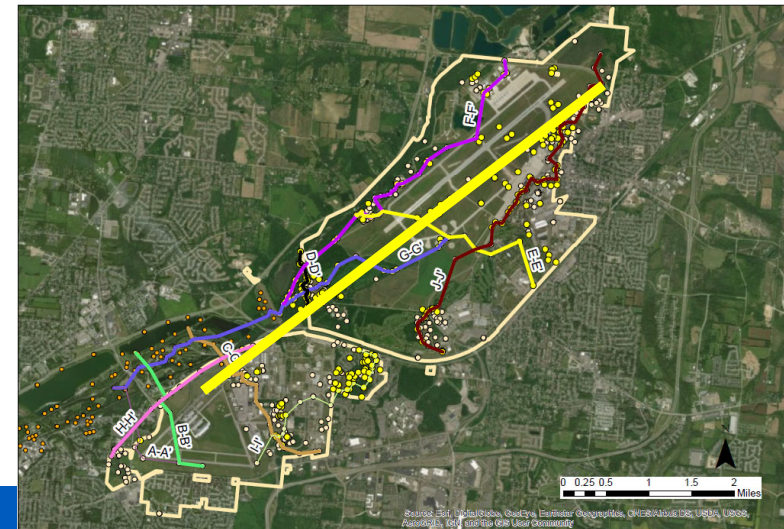 F-F'
D-D'
G-G'
E-E'
J-J'
C-C'
H-H'
B-B'
I-I'
A-A'
0 0.25 0.5 1 1.5 2
Miles
Source: Esri, DigitalGlobe, GeoEye, Earthstar Geographics, CNES/Airbus DS, USDA, USGS,
AeroGRID, IGN, and the GIS User Community